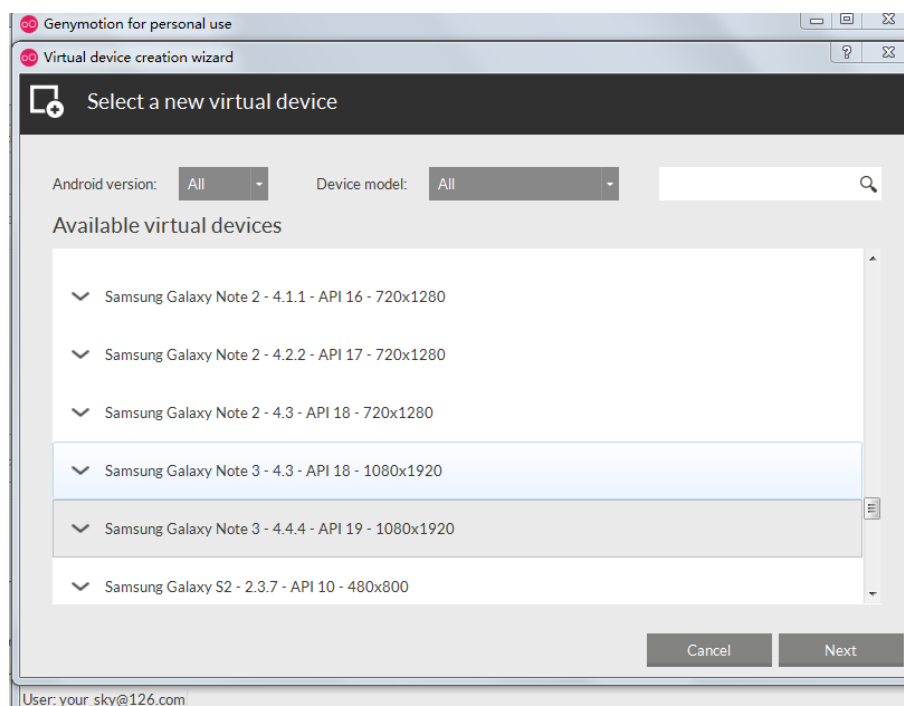 Genymotion for personal use
Virtual device creation wizard
Select a new virtual device
Android version: All Device model: All
Available virtual devices
Samsung Galaxy Note 2 - 4.1.1 - API 16 - 720x1280
Samsung Galaxy Note 2 - 4.2.2 - API 17 - 720x1280
Samsung Galaxy Note 2 - 4.3 - API 18 - 720x1280
Samsung Galaxy Note 3 - 4.3 - API 18 - 1080x1920
Samsung Galaxy Note 3 - 4.4.4 - API 19 - 1080x1920
Samsung Galaxy S2 - 2.3.7 - API 10 - 480x800
Cancel Next
User: your_sky@126.com